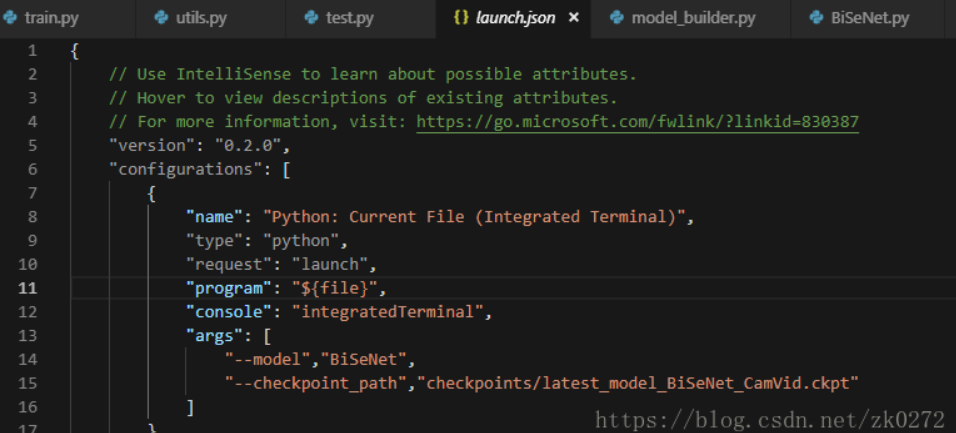 train.py utils.py test.py {} launch.json × model_builder.py BiSeNet.py
1 {
2 // Use IntelliSense to learn about possible attributes.
3 // Hover to view descriptions of existing attributes.
4 // For more information, visit: https://go.microsoft.com/fwlink/?linkid=830387
5 "version": "0.2.0",
6 "configurations": [
7 {
8 "name": "Python: Current File (Integrated Terminal)",
9 "type": "python",
10 "request": "launch",
11 "program": "${file}",
12 "console": "integratedTerminal",
13 "args": [
14 "--model","BiSeNet",
15 "--checkpoint_path","checkpoints/latest_model_BiSeNet_CamVid.ckpt"
16 ]
17 }
https://blog.csdn.net/zk0272